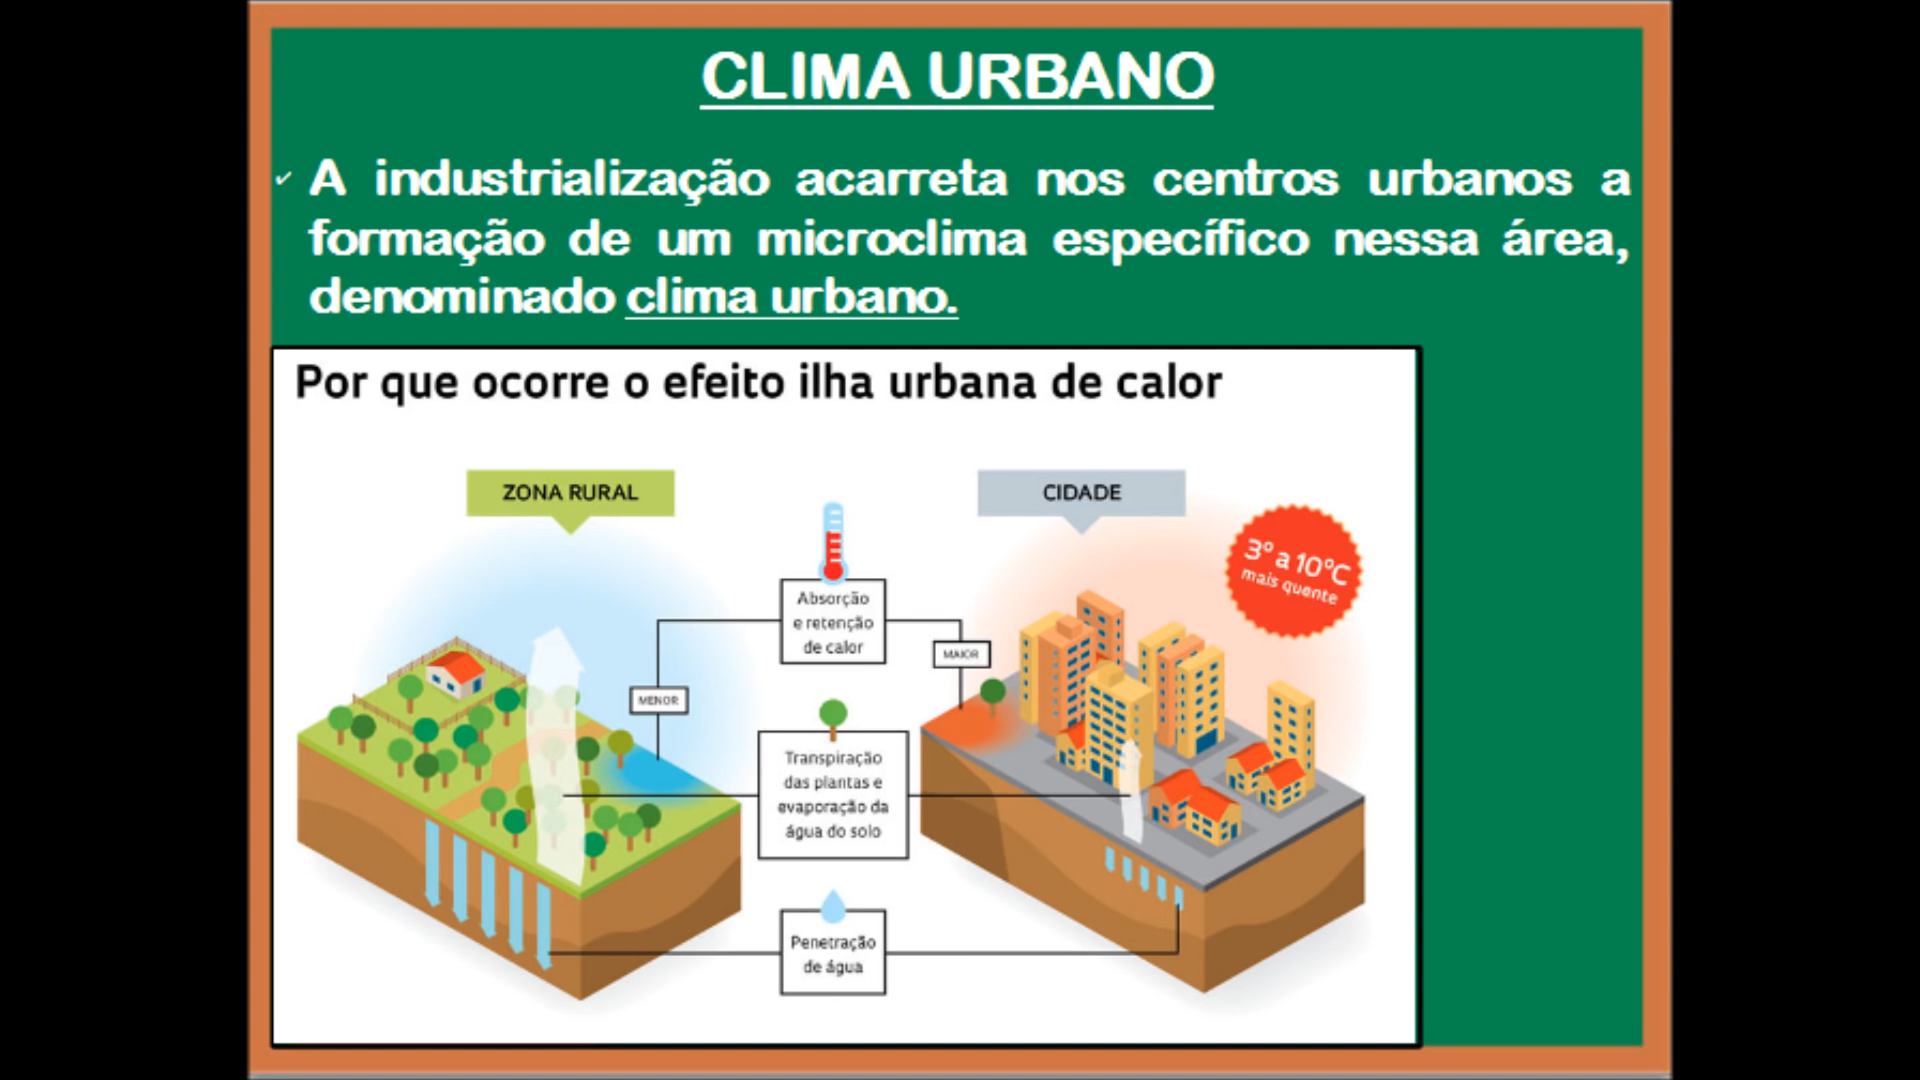 CLIMA URBANO
✓ A industrialização acarreta nos centros urbanos a
formação de um microclima específico nessa área,
denominado clima urbano.
Por que ocorre o efeito ilha urbana de calor
ZONA RURAL
CIDADE
3º a 10ºC
mais quente
Absorção
e retenção
de calor
MAIOR
MENOR
Transpiração
das plantas e
evaporação da
água do solo
Penetração
de água